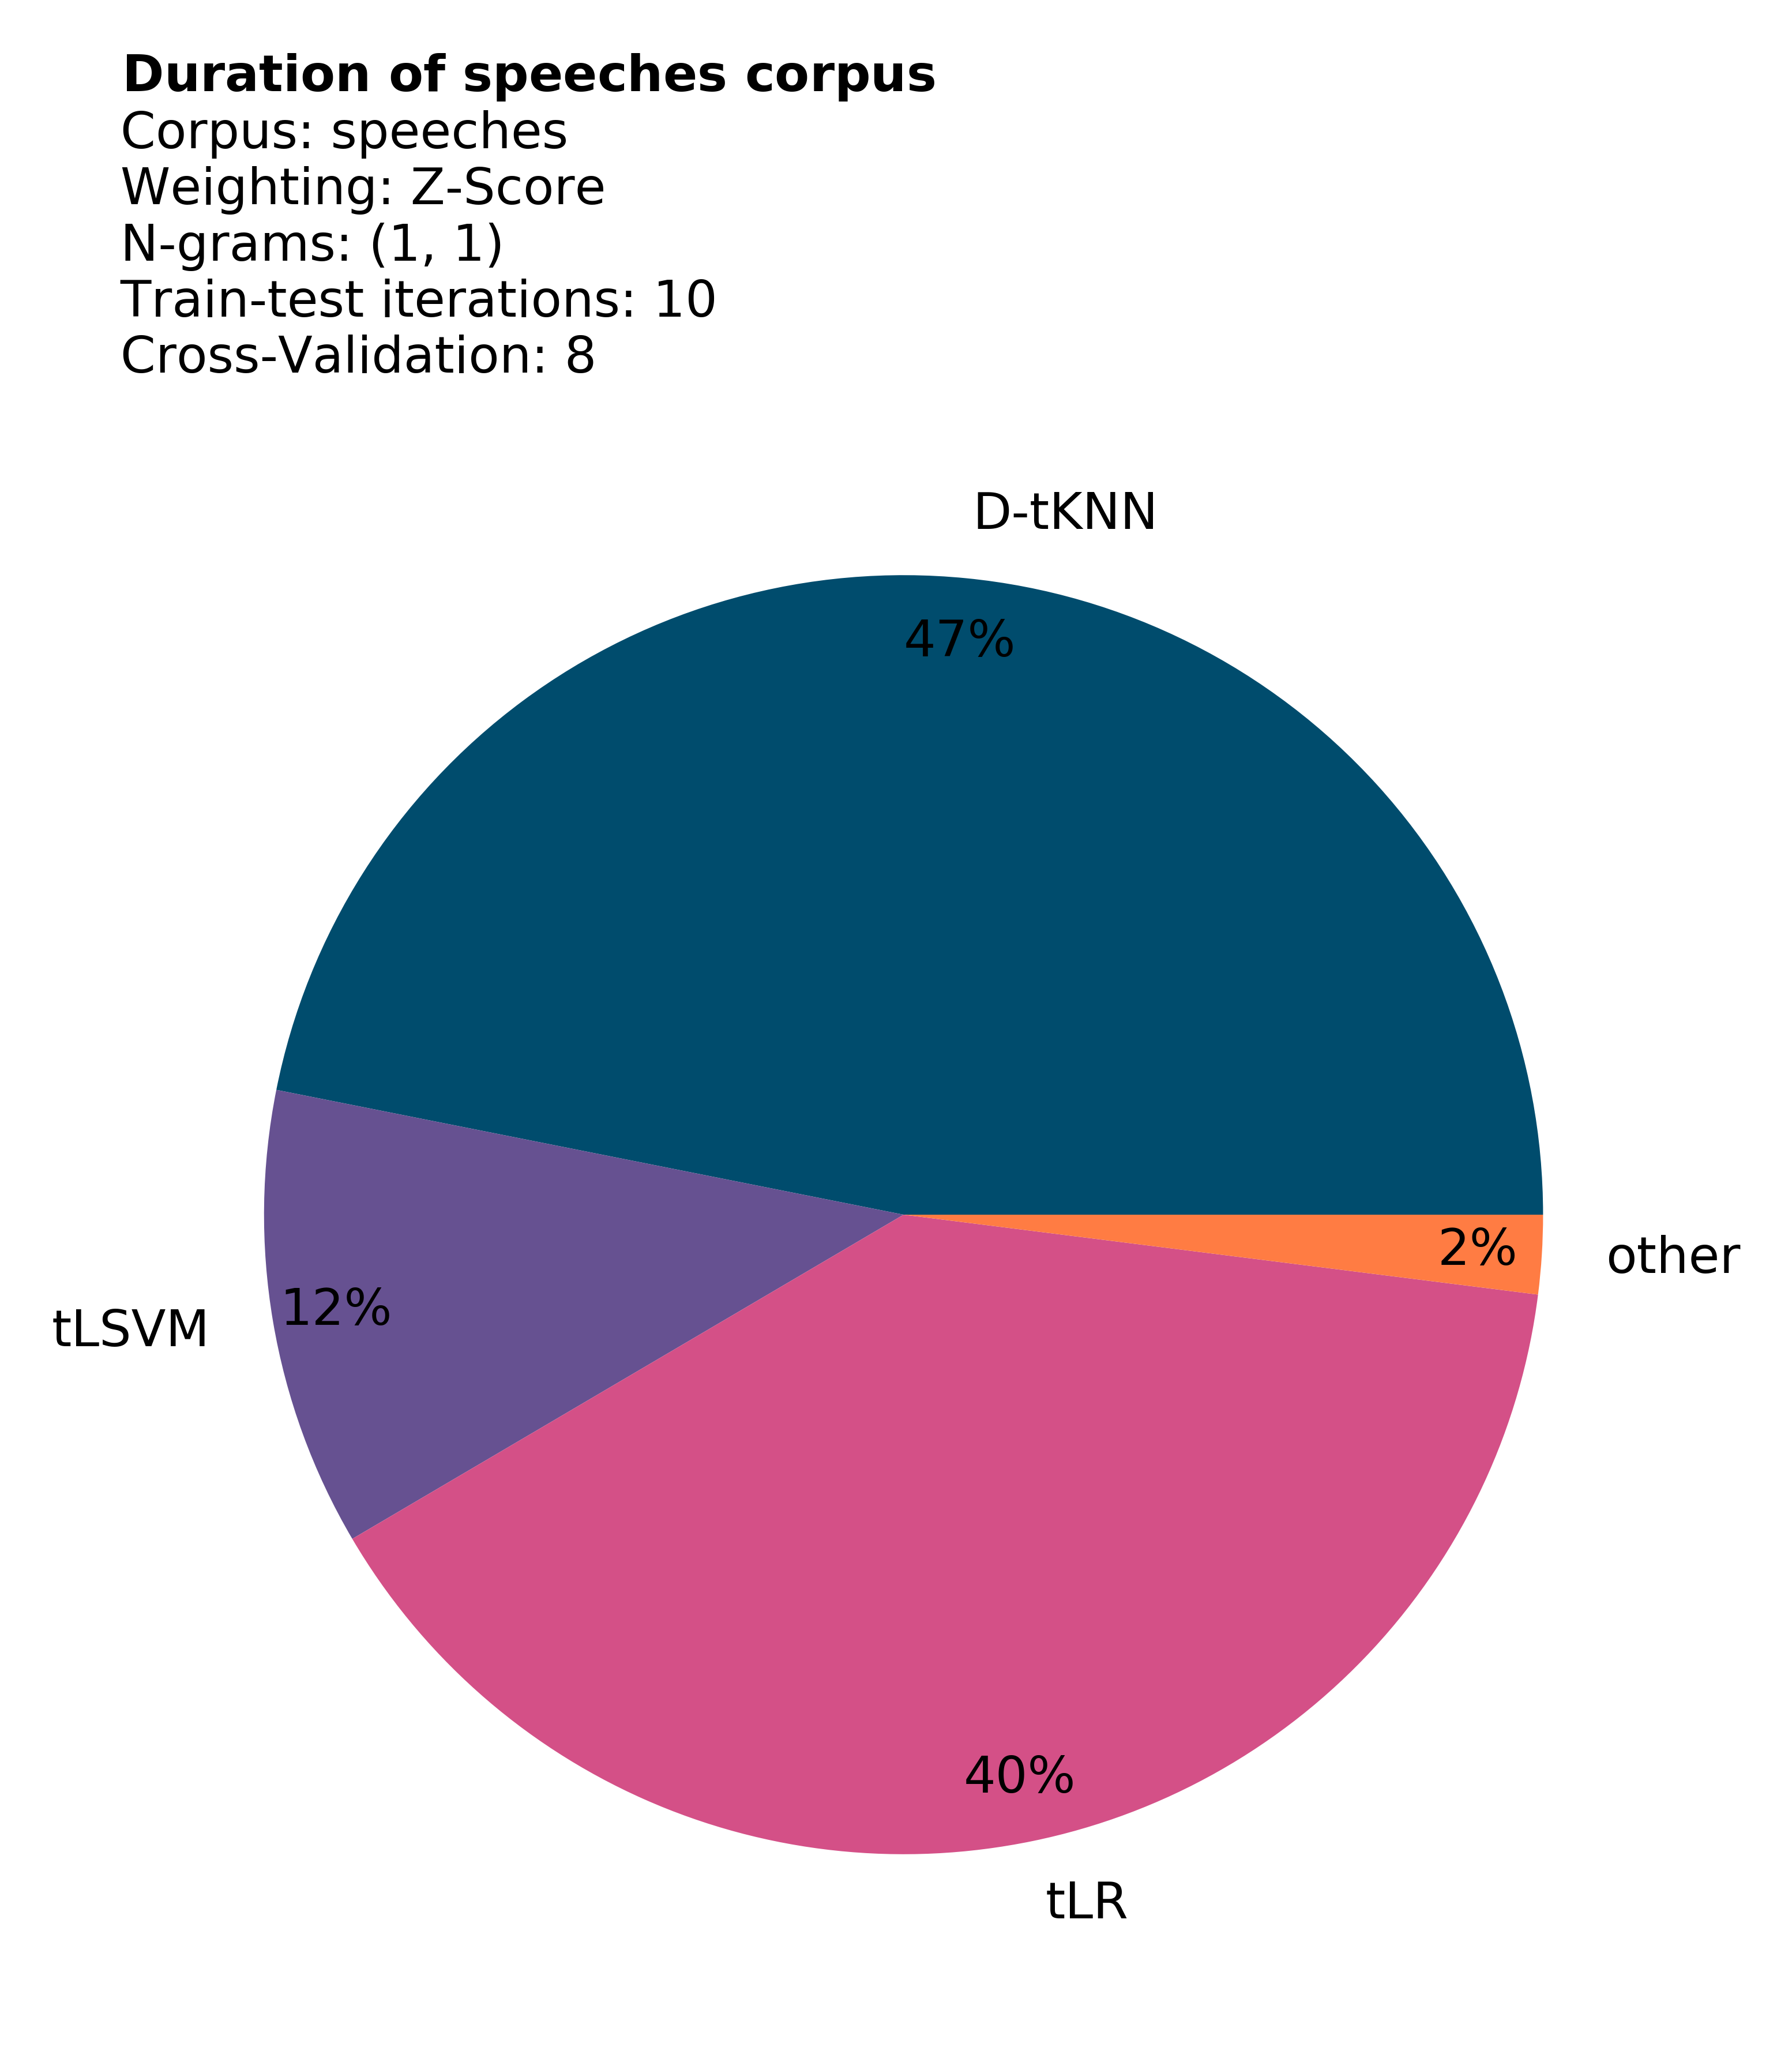 Duration of speeches corpus
Corpus: speeches
Weighting: Z-Score
N-grams: (1, 1)
Train-test iterations: 10
Cross-Validation: 8
D-tKNN
47%
2%
other
12%
tLSVM
40%
tLR